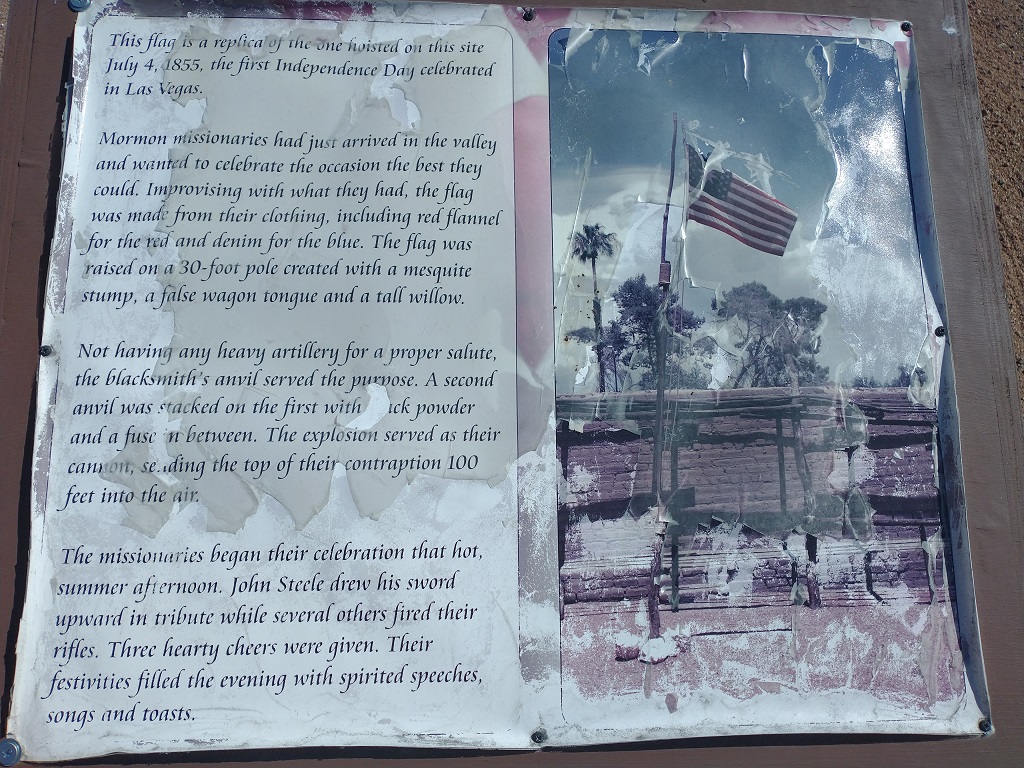 This flag is a replica of the one hoisted on this site
July 4, 1855, the first Independence Day celebrated
in Las Vegas.
Mormon missionaries had just arrived in the valley
and wanted to celebrate the occasion the best they
could. Improvising with what they had, the flag
was made from their clothing, including red flannel
for the red and denim for the blue. The flag was
raised on a 30-foot pole created with a mesquite
stump, a false wagon tongue and a tall willow.
Not having any heavy artillery for a proper salute,
the blacksmith's anvil served the purpose. A second
anvil was stacked on the first with powder
and a fuse in between. The explosion served as their
cannon, sending the top of their contraption 100
feet into the air.
The missionaries began their celebration that hot,
summer afternoon. John Steele drew his sword
upward in tribute while several others fired their
rifles. Three hearty cheers were given. Their
festivities filled the evening with spirited speeches,
songs and toasts.